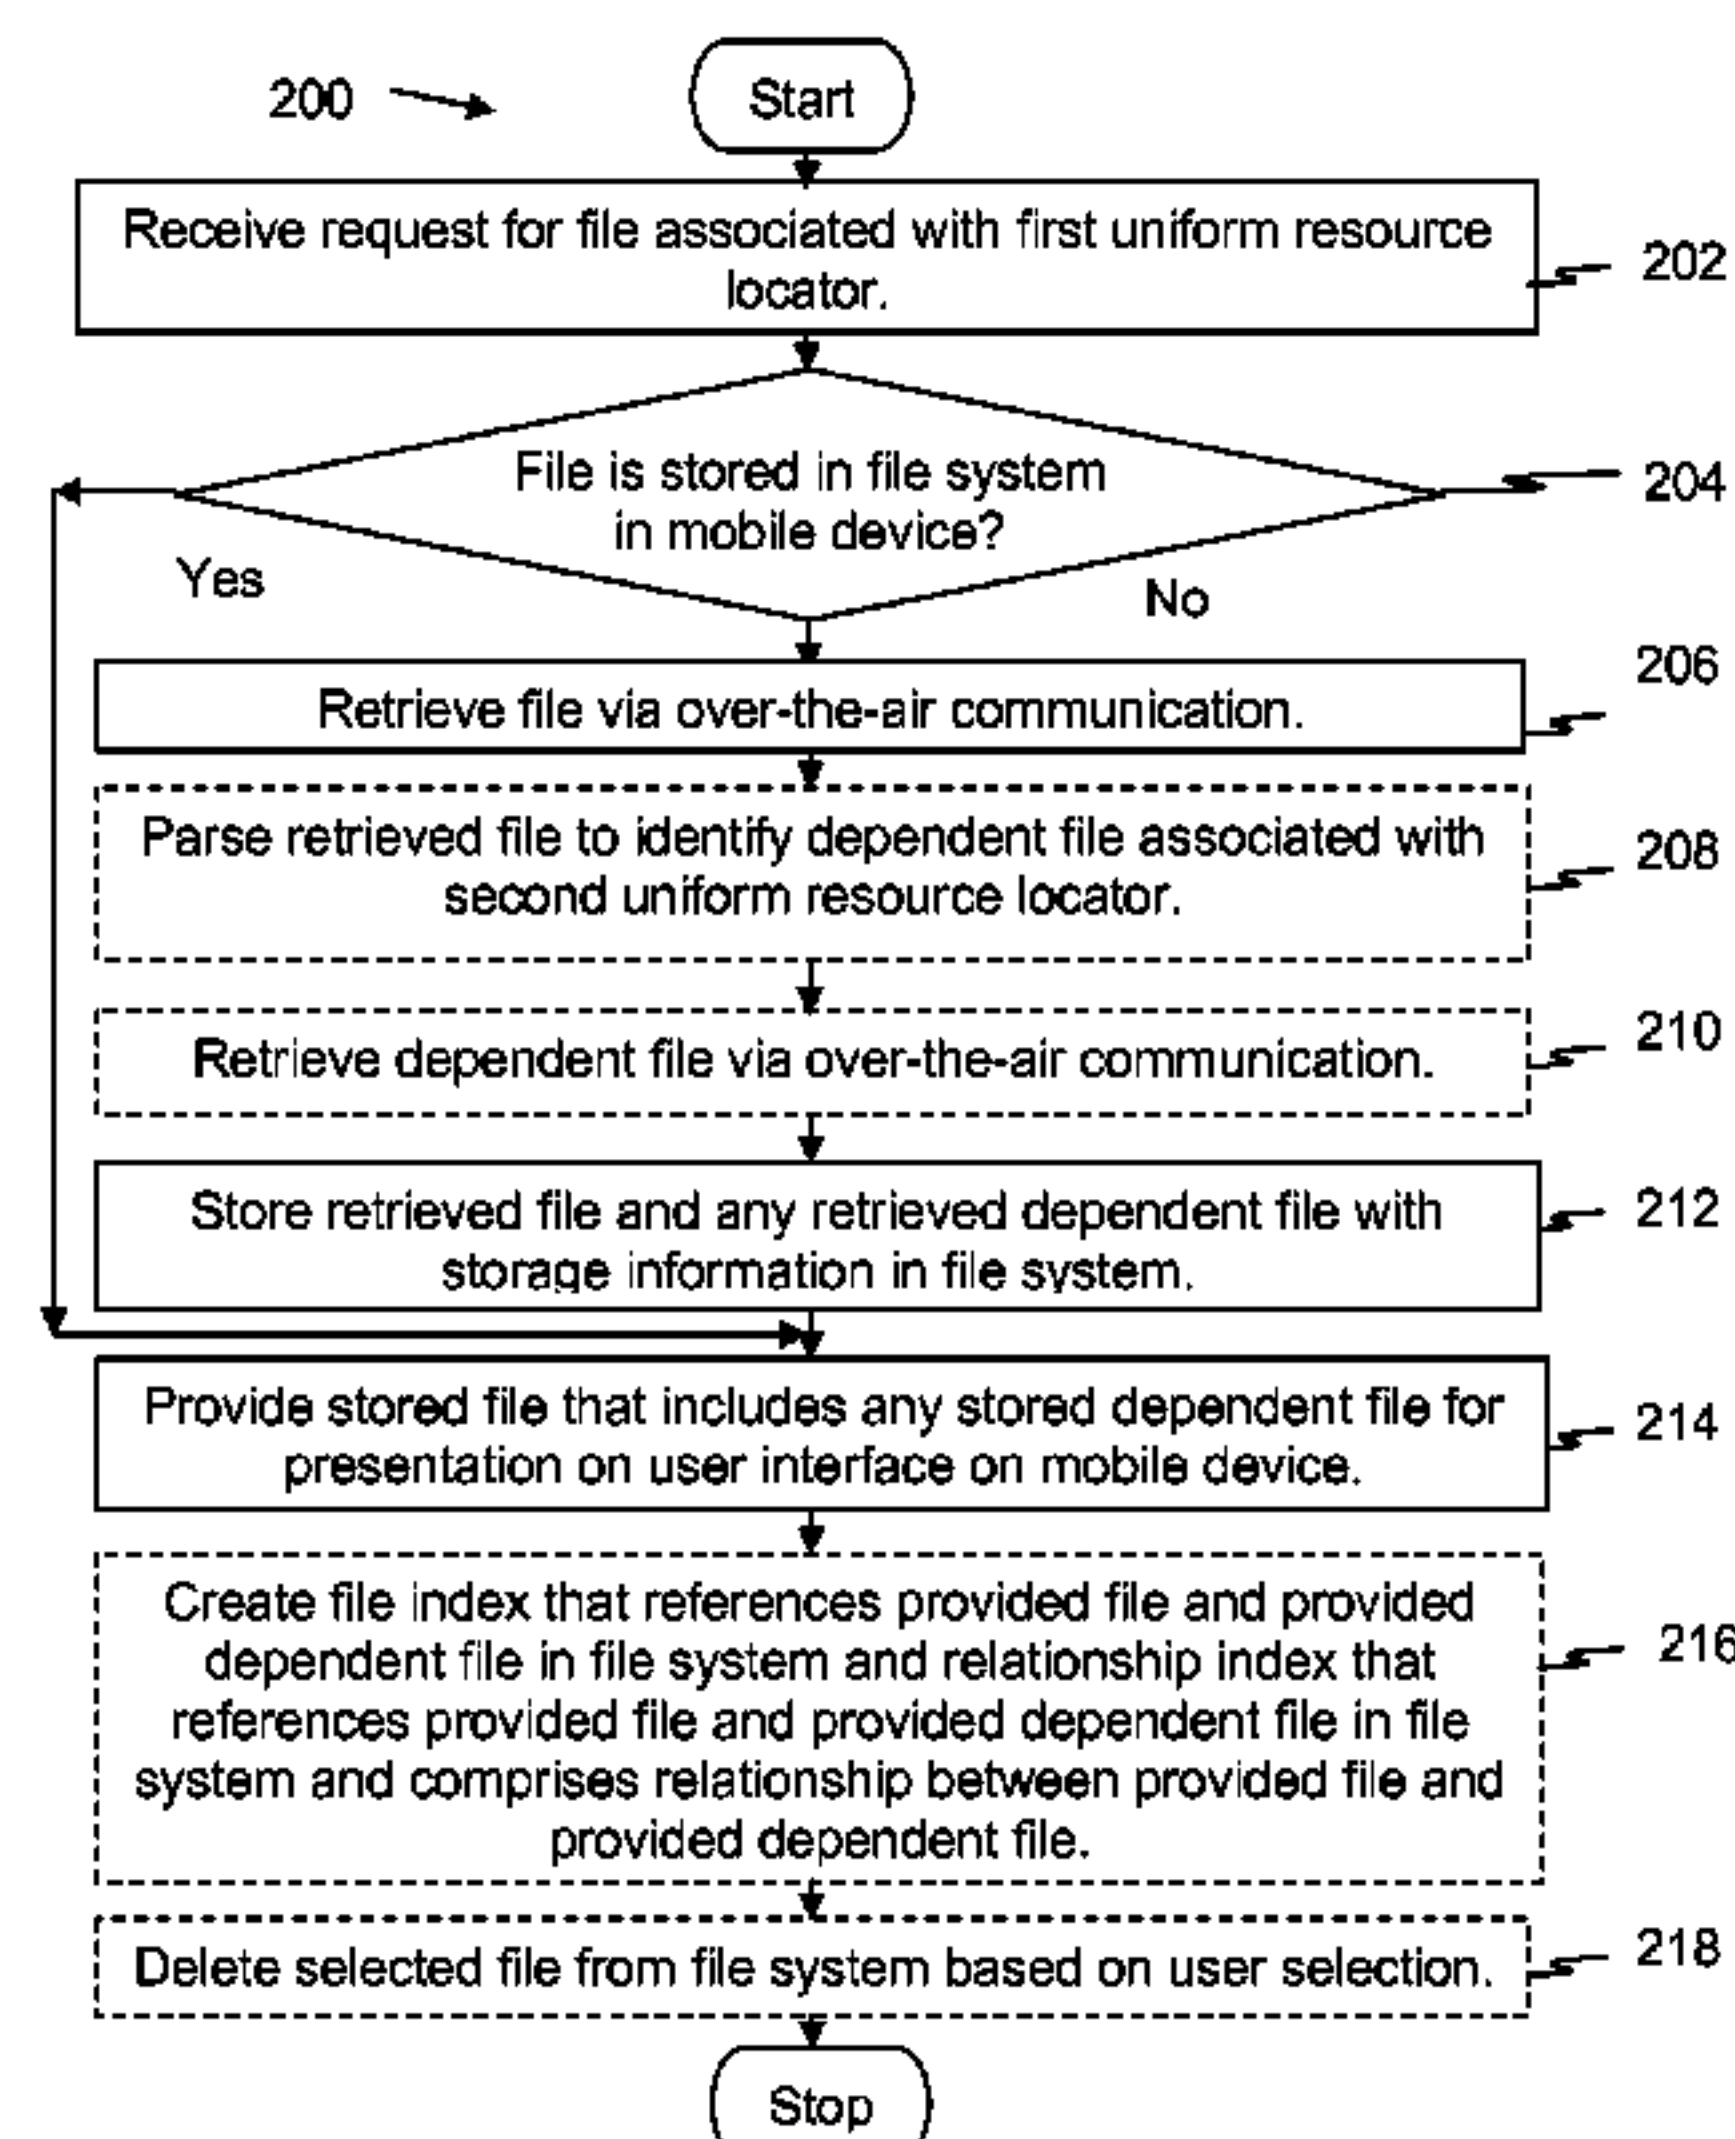 200
Start
Receive request for file associated with first uniform resource
locator.
202
File is stored in file system
in mobile device?
204
Yes
No
Retrieve file via over-the-air communication.
206
Parse retrieved file to identify dependent file associated with
second uniform resource locator.
208
Retrieve dependent file via over-the-air communication.
210
Store retrieved file and any retrieved dependent file with
storage information in file system.
212
Provide stored file that includes any stored dependent file for
presentation on user interface on mobile device.
214
Create file index that references provided file and provided
dependent file in file system and relationship index that
references provided file and provided dependent file in file
system and comprises relationship between provided file and
provided dependent file.
216
Delete selected file from file system based on user selection.
218
Stop